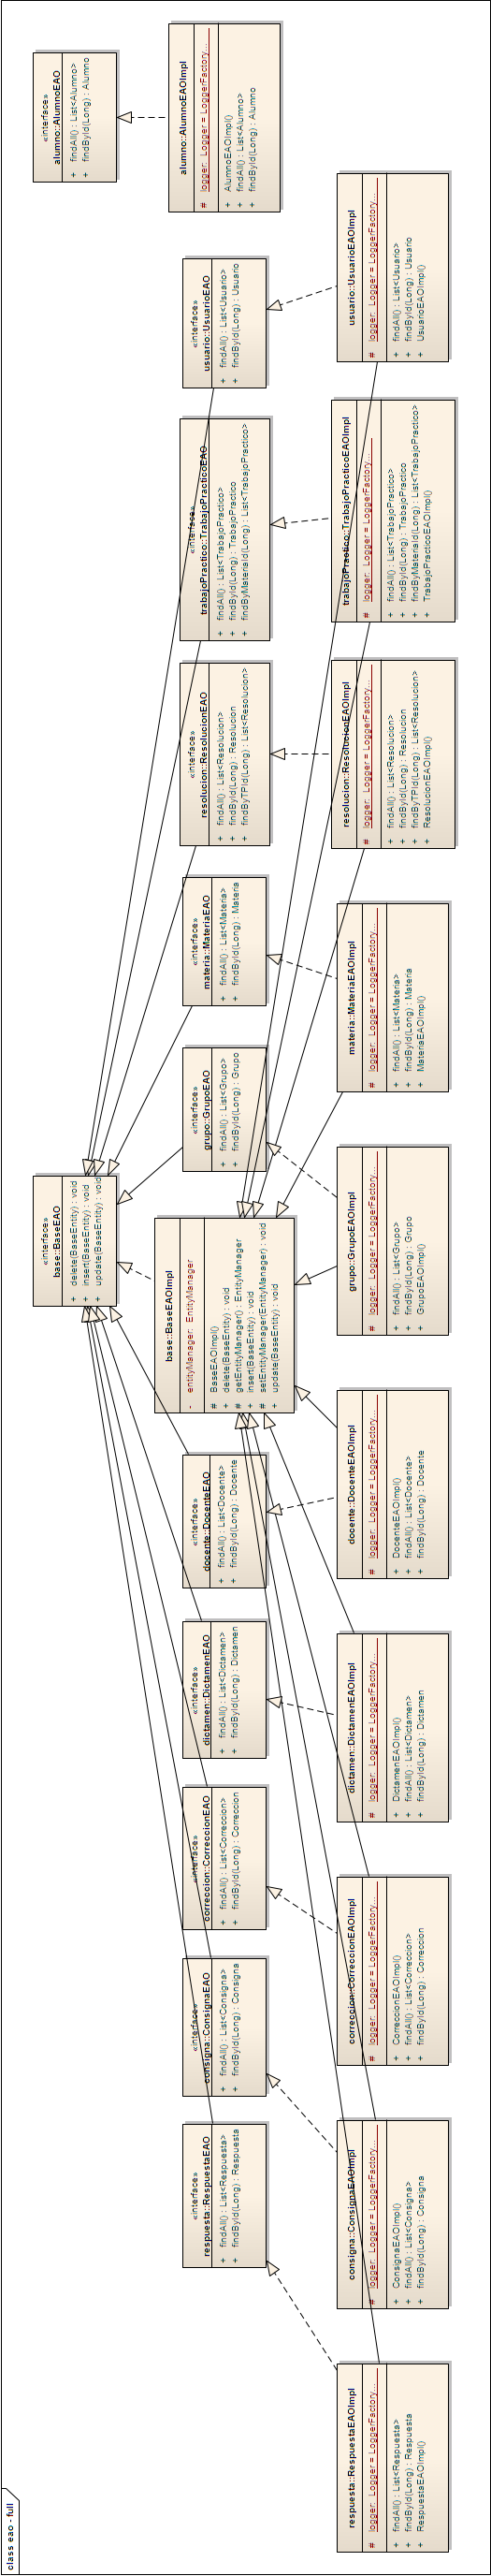 class eao - full
«interface»
base::BaseEAO
+ delete(BaseEntity) : void
+ insert(BaseEntity) : void
+ update(BaseEntity) : void
«interface»
alumno::AlumnoEAO
+ findAll() : List<Alumno>
+ findById(Long) : Alumno
base::BaseEAOImpl
- entityManager: EntityManager
# BaseEAOImpl()
+ delete(BaseEntity) : void
# getEntityManager() : EntityManager
+ insert(BaseEntity) : void
# setEntityManager(EntityManager) : void
+ update(BaseEntity) : void
alumno::AlumnoEAOImpl
# logger: Logger = LoggerFactory...
+ AlumnoEAOImpl()
+ findAll() : List<Alumno>
+ findById(Long) : Alumno
«interface»
respuesta::RespuestaEAO
+ findAll() : List<Respuesta>
+ findById(Long) : Respuesta
«interface»
consigna::ConsignaEAO
+ findAll() : List<Consigna>
+ findById(Long) : Consigna
«interface»
correccion::CorreccionEAO
+ findAll() : List<Correccion>
+ findById(Long) : Correccion
«interface»
dictamen::DictamenEAO
+ findAll() : List<Dictamen>
+ findById(Long) : Dictamen
«interface»
docente::DocenteEAO
+ findAll() : List<Docente>
+ findById(Long) : Docente
«interface»
grupo::GrupoEAO
+ findAll() : List<Grupo>
+ findById(Long) : Grupo
«interface»
materia::MateriaEAO
+ findAll() : List<Materia>
+ findById(Long) : Materia
«interface»
resolucion::ResolucionEAO
+ findAll() : List<Resolucion>
+ findById(Long) : Resolucion
+ findByTPId(Long) : List<Resolucion>
«interface»
trabajoPractico::TrabajoPracticoEAO
+ findAll() : List<TrabajoPractico>
+ findById(Long) : TrabajoPractico
+ findByMateriaId(Long) : List<TrabajoPractico>
«interface»
usuario::UsuarioEAO
+ findAll() : List<Usuario>
+ findById(Long) : Usuario
respuesta::RespuestaEAOImpl
# logger: Logger = LoggerFactory...
+ findAll() : List<Respuesta>
+ findById(Long) : Respuesta
+ RespuestaEAOImpl()
consigna::ConsignaEAOImpl
# logger: Logger = LoggerFactory...
+ ConsignaEAOImpl()
+ findAll() : List<Consigna>
+ findById(Long) : Consigna
correccion::CorreccionEAOImpl
# logger: Logger = LoggerFactory...
+ CorreccionEAOImpl()
+ findAll() : List<Correccion>
+ findById(Long) : Correccion
dictamen::DictamenEAOImpl
# logger: Logger = LoggerFactory...
+ DictamenEAOImpl()
+ findAll() : List<Dictamen>
+ findById(Long) : Dictamen
docente::DocenteEAOImpl
# logger: Logger = LoggerFactory...
+ DocenteEAOImpl()
+ findAll() : List<Docente>
+ findById(Long) : Docente
grupo::GrupoEAOImpl
# logger: Logger = LoggerFactory...
+ findAll() : List<Grupo>
+ findById(Long) : Grupo
+ GrupoEAOImpl()
materia::MateriaEAOImpl
# logger: Logger = LoggerFactory...
+ findAll() : List<Materia>
+ findById(Long) : Materia
+ MateriaEAOImpl()
resolucion::ResolucionEAOImpl
# logger: Logger = LoggerFactory...
+ findAll() : List<Resolucion>
+ findById(Long) : Resolucion
+ findByTPId(Long) : List<Resolucion>
+ ResolucionEAOImpl()
trabajoPractico::TrabajoPracticoEAOImpl
# logger: Logger = LoggerFactory...
+ findAll() : List<TrabajoPractico>
+ findById(Long) : TrabajoPractico
+ findByMateriaId(Long) : List<TrabajoPractico>
+ TrabajoPracticoEAOImpl()
usuario::UsuarioEAOImpl
# logger: Logger = LoggerFactory...
+ findAll() : List<Usuario>
+ findById(Long) : Usuario
+ UsuarioEAOImpl()